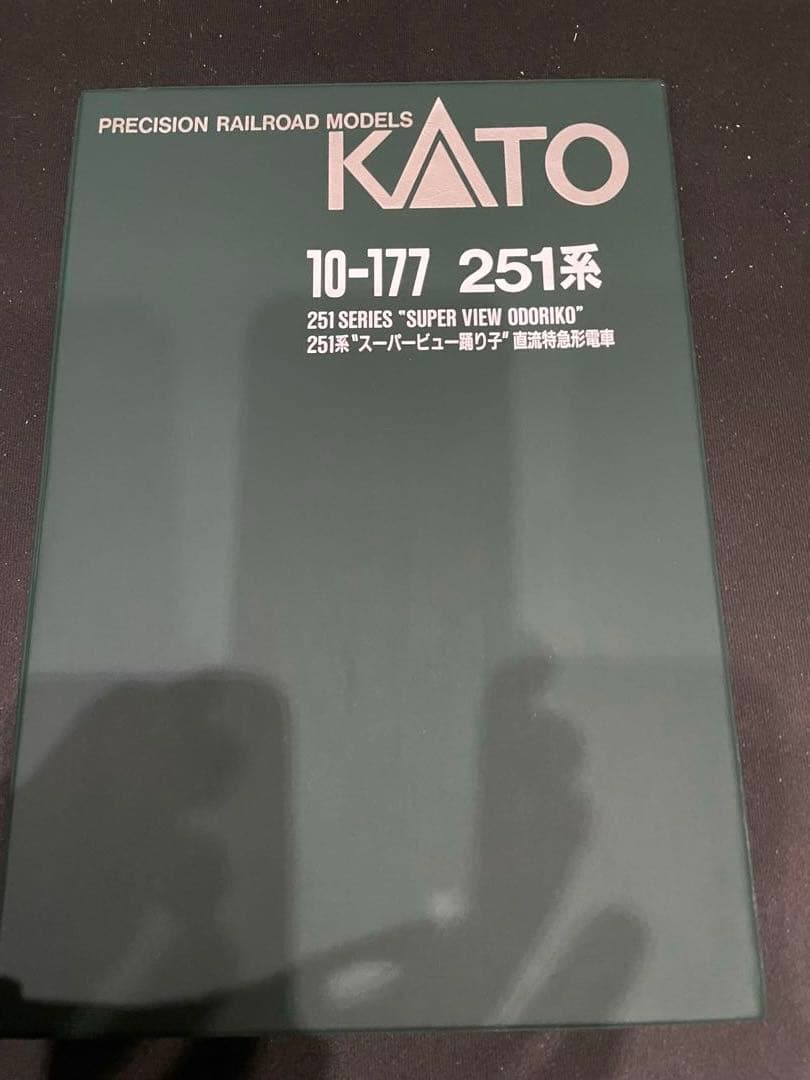 PRECISION RAILROAD MODELS
KATO
10-177 251系
251 SERIES "SUPER VIEW ODORIKO"
251系"スーパービュー踊り子"直流特急形電車